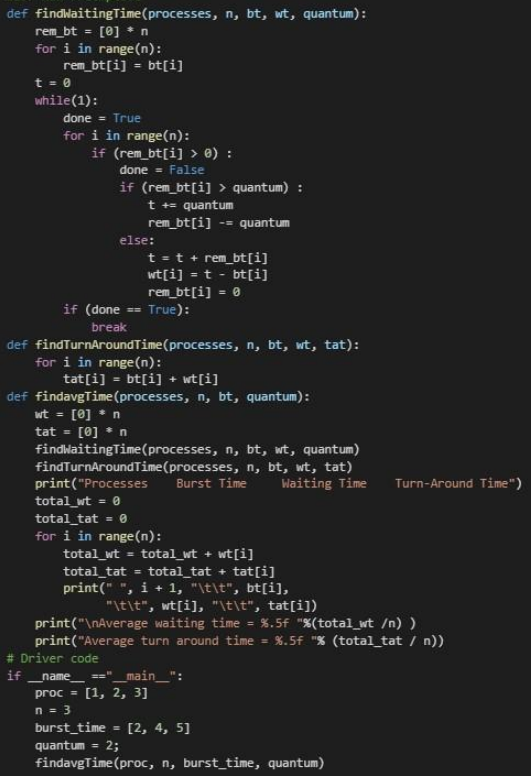 def findWaitingTime(processes, n, bt, wt, quantum):
    rem_bt = [0] * n
    for i in range(n):
        rem_bt[i] = bt[i]
    t = 0
    while(1):
        done = True
        for i in range(n):
            if (rem_bt[i] > 0) :
                done = False
                if (rem_bt[i] > quantum) :
                    t += quantum
                    rem_bt[i] -= quantum
                else:
                    t = t + rem_bt[i]
                    wt[i] = t - bt[i]
                    rem_bt[i] = 0
        if (done == True):
            break
def findTurnAroundTime(processes, n, bt, wt, tat):
    for i in range(n):
        tat[i] = bt[i] + wt[i]
def findavgTime(processes, n, bt, quantum):
    wt = [0] * n
    tat = [0] * n
    findWaitingTime(processes, n, bt, wt, quantum)
    findTurnAroundTime(processes, n, bt, wt, tat)
    print("Processes    Burst Time     Waiting Time    Turn-Around Time")
    total_wt = 0
    total_tat = 0
    for i in range(n):
        total_wt = total_wt + wt[i]
        total_tat = total_tat + tat[i]
        print(" ", i + 1, "\t\t", bt[i],
              "\t\t", wt[i], "\t\t", tat[i])
    print("\nAverage waiting time = %.5f "%(total_wt /n) )
    print("Average turn around time = %.5f "% (total_tat / n))
# Driver code
if __name__ =="__main__":
    proc = [1, 2, 3]
    n = 3
    burst_time = [2, 4, 5]
    quantum = 2;
    findavgTime(proc, n, burst_time, quantum)